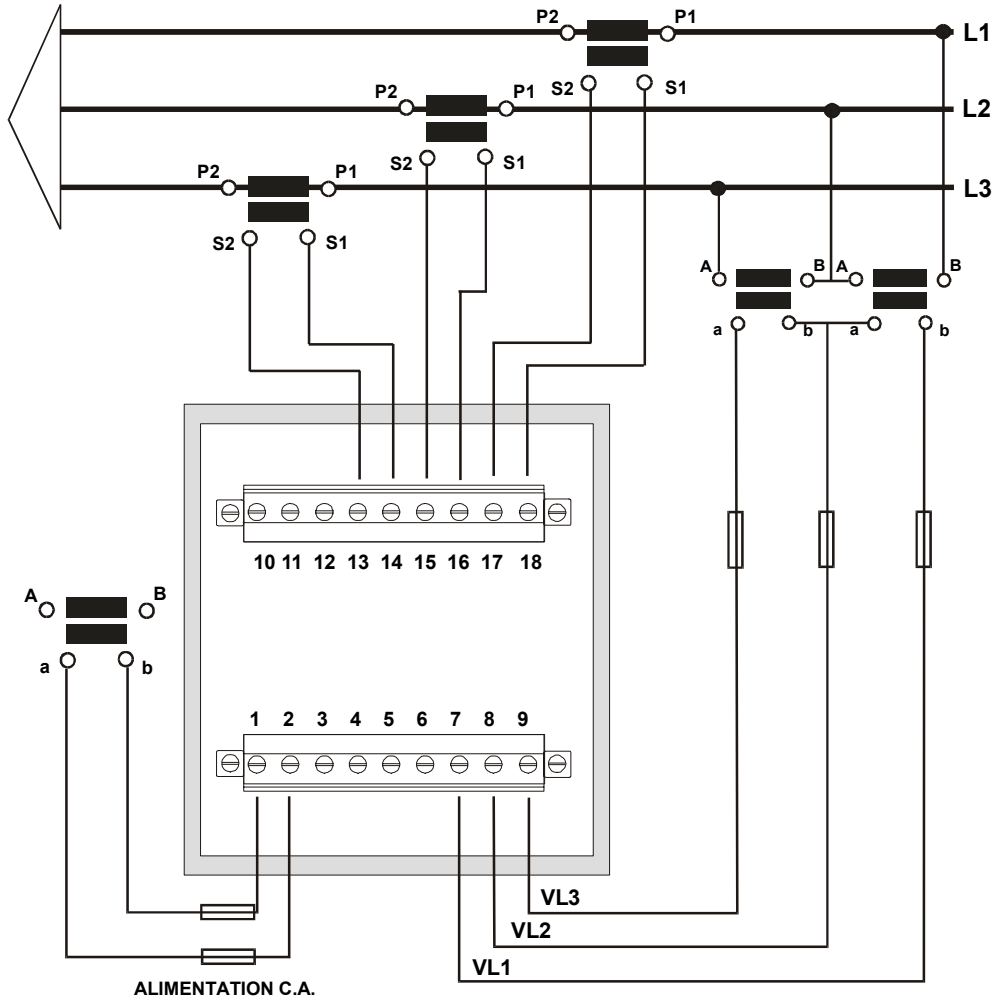 P2 P1 L1
S2 S1
P2 P1 L2
S2 S1
P2 P1 L3
S2 S1
A B A B
a b a b
10 11 12 13 14 15 16 17 18
A B
a b
1 2 3 4 5 6 7 8 9
VL3
VL2
VL1
ALIMENTATION C.A.